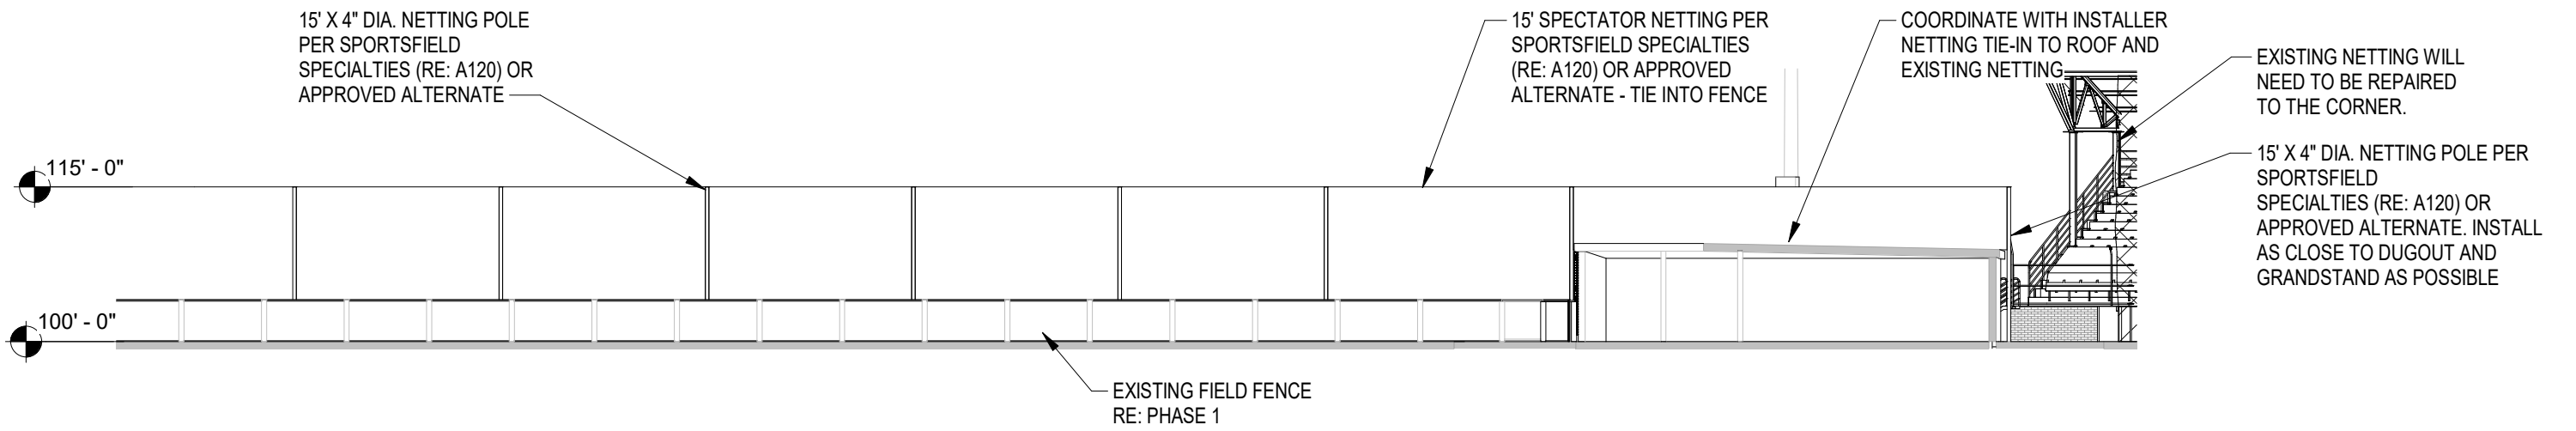 15' X 4" DIA. NETTING POLE
PER SPORTSFIELD
SPECIALTIES (RE: A120) OR
APPROVED ALTERNATE
15' SPECTATOR NETTING PER
SPORTSFIELD SPECIALTIES
(RE: A120) OR APPROVED
ALTERNATE - TIE INTO FENCE
COORDINATE WITH INSTALLER
NETTING TIE-IN TO ROOF AND
EXISTING NETTING
EXISTING NETTING WILL
NEED TO BE REPAIRED
TO THE CORNER.
15' X 4" DIA. NETTING POLE PER
SPORTSFIELD
SPECIALTIES (RE: A120) OR
APPROVED ALTERNATE. INSTALL
AS CLOSE TO DUGOUT AND
GRANDSTAND AS POSSIBLE
115' - 0"
100' - 0"
EXISTING FIELD FENCE
RE: PHASE 1